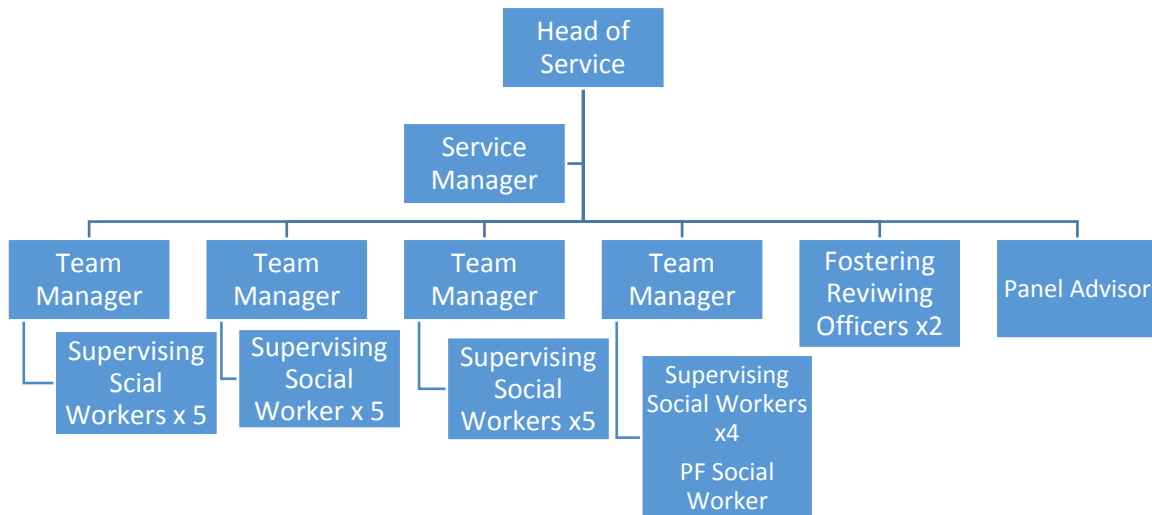 Head of
Service
Service
Manager
Team
Manager
Team
Manager
Team
Manager
Team
Manager
Fostering
Reviwing
Officers x2
Panel Advisor
Supervising
Scial
Workers x 5
Supervising
Social
Worker x 5
Supervising
Social
Workers x5
Supervising
Social Workers
x4
PF Social
Worker